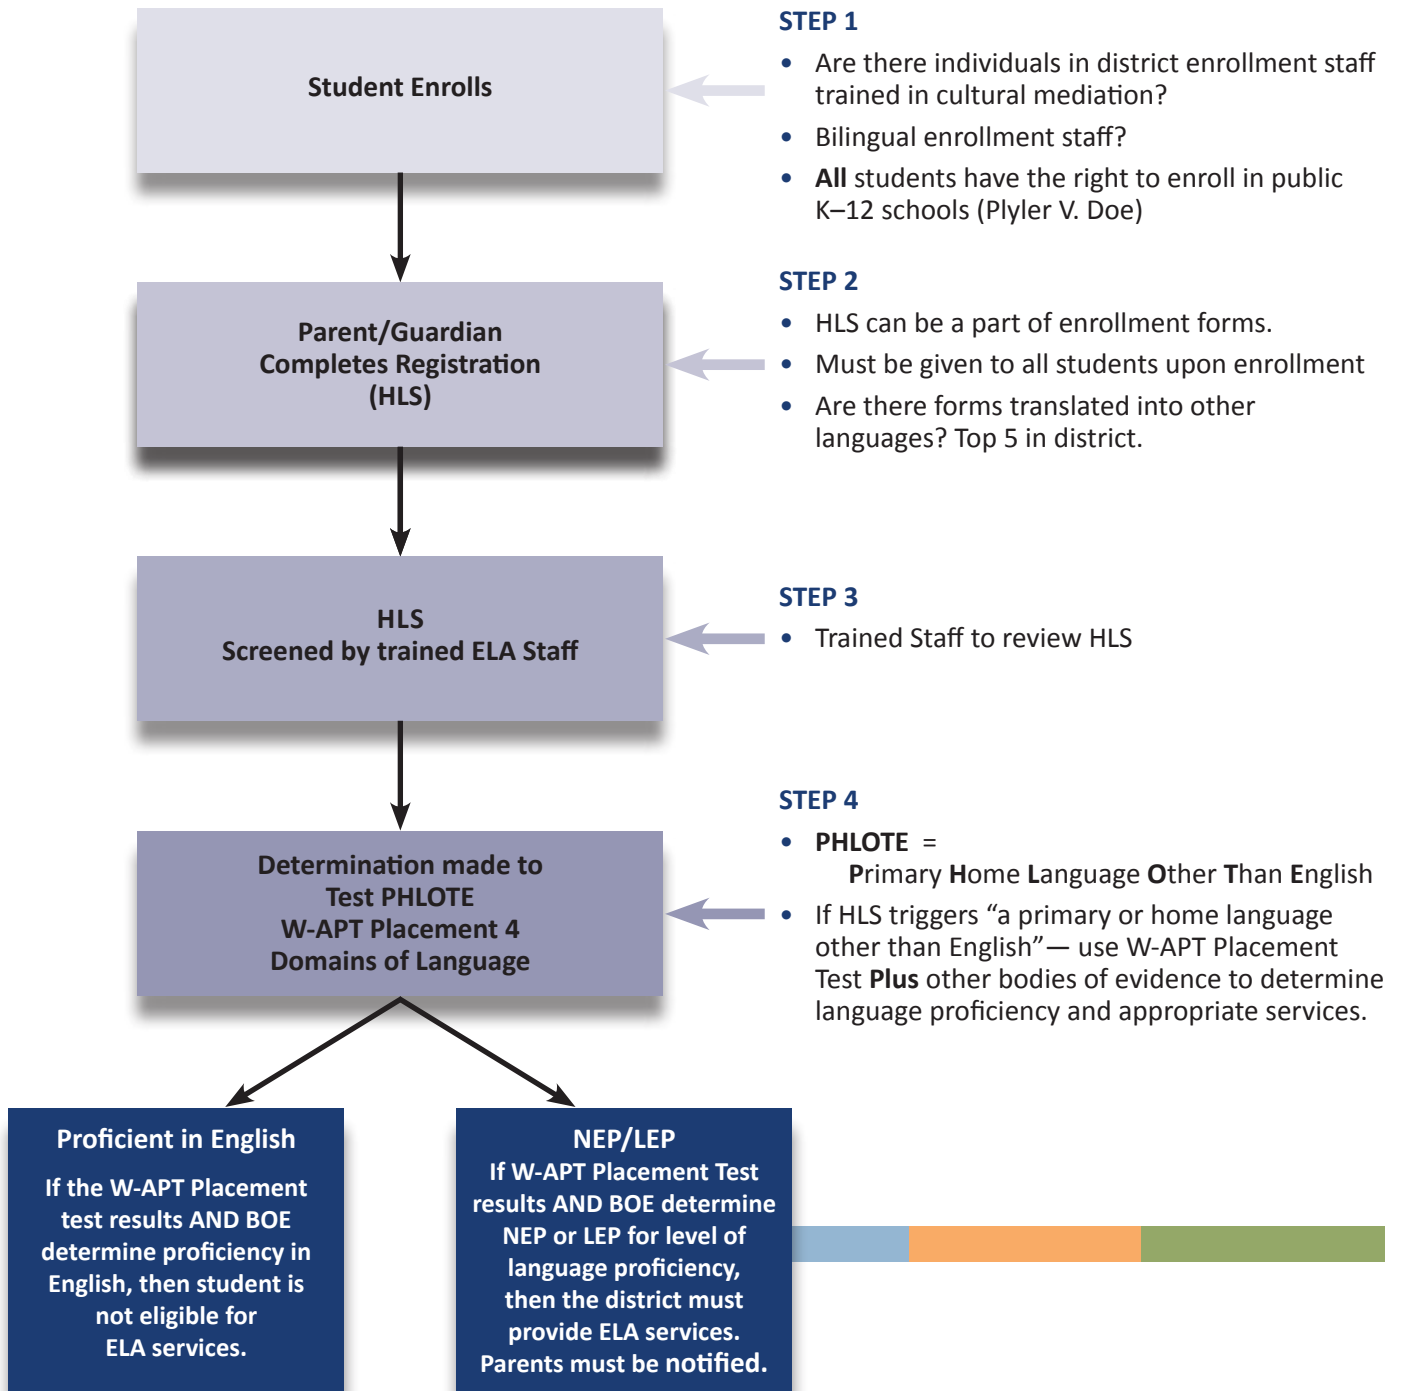 Student Enrolls
STEP 1
• Are there individuals in district enrollment staff
trained in cultural mediation?
• Bilingual enrollment staff?
• All students have the right to enroll in public
K–12 schools (Plyler V. Doe)
Parent/Guardian
Completes Registration
(HLS)
STEP 2
• HLS can be a part of enrollment forms.
• Must be given to all students upon enrollment
• Are there forms translated into other
languages? Top 5 in district.
HLS
Screened by trained ELA Staff
STEP 3
• Trained Staff to review HLS
Determination made to
Test PHLOTE
W-APT Placement 4
Domains of Language
STEP 4
• PHLOTE =
Primary Home Language Other Than English
• If HLS triggers “a primary or home language
other than English”— use W-APT Placement
Test Plus other bodies of evidence to determine
language proficiency and appropriate services.
Proficient in English
If the W-APT Placement
test results AND BOE
determine proficiency in
English, then student is
not eligible for
ELA services.
NEP/LEP
If W-APT Placement Test
results AND BOE determine
NEP or LEP for level of
language proficiency,
then the district must
provide ELA services.
Parents must be notified.